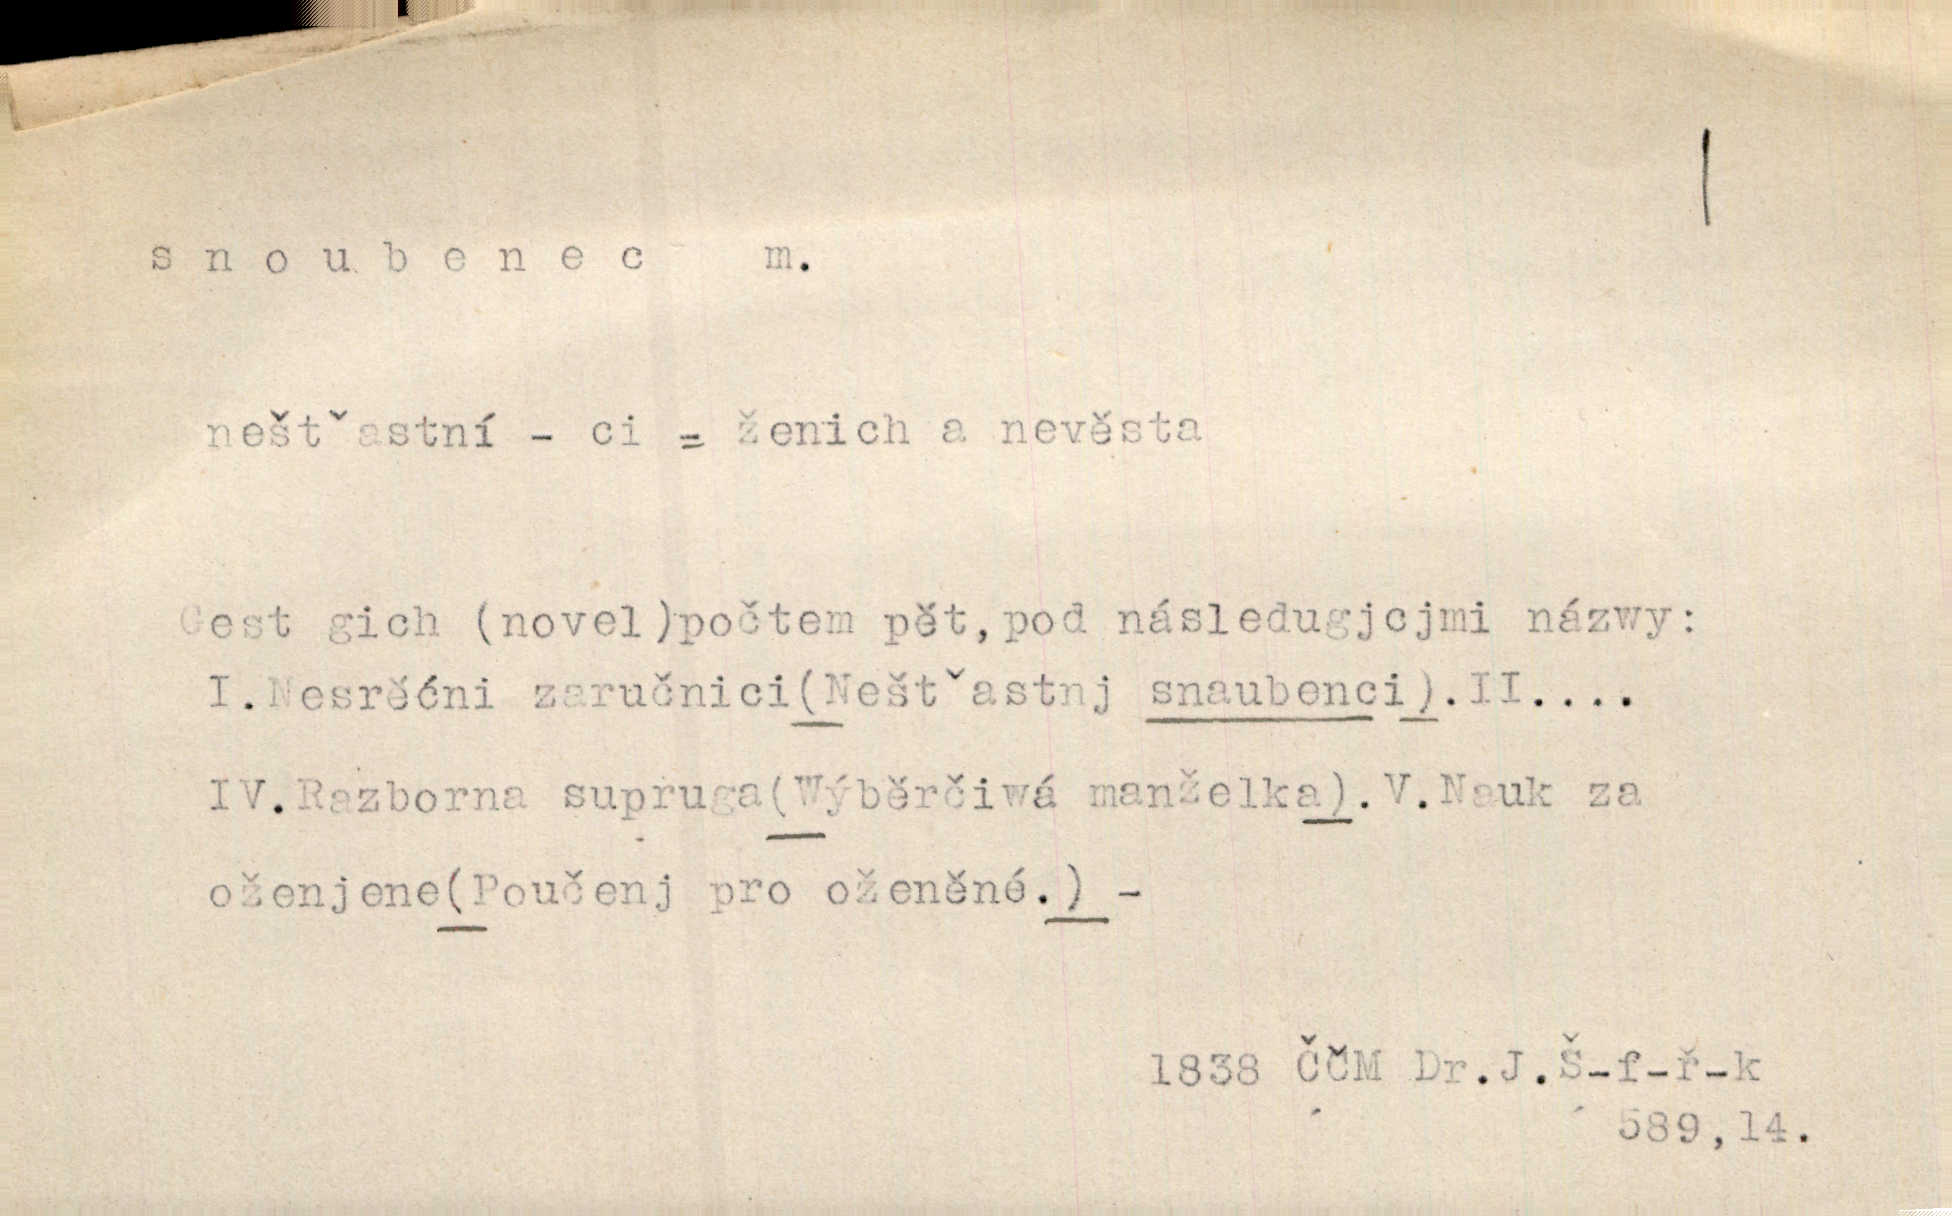 s n o u b e n e c   m.
nešťastní - ci = ženich a nevěsta
Gest gich (novel)počtem pět,pod následugjcjmi názwy:
I.Nesrěćni zaručnici(Nešťastnj snaubenci).II....
IV.Razborna supruga(Wýběrčiwá manželka).V.Nauk za
oženjene(Poučenj pro oženěné.) -
1838 ČČM Dr.J.Š-f-ř-k
589,14.